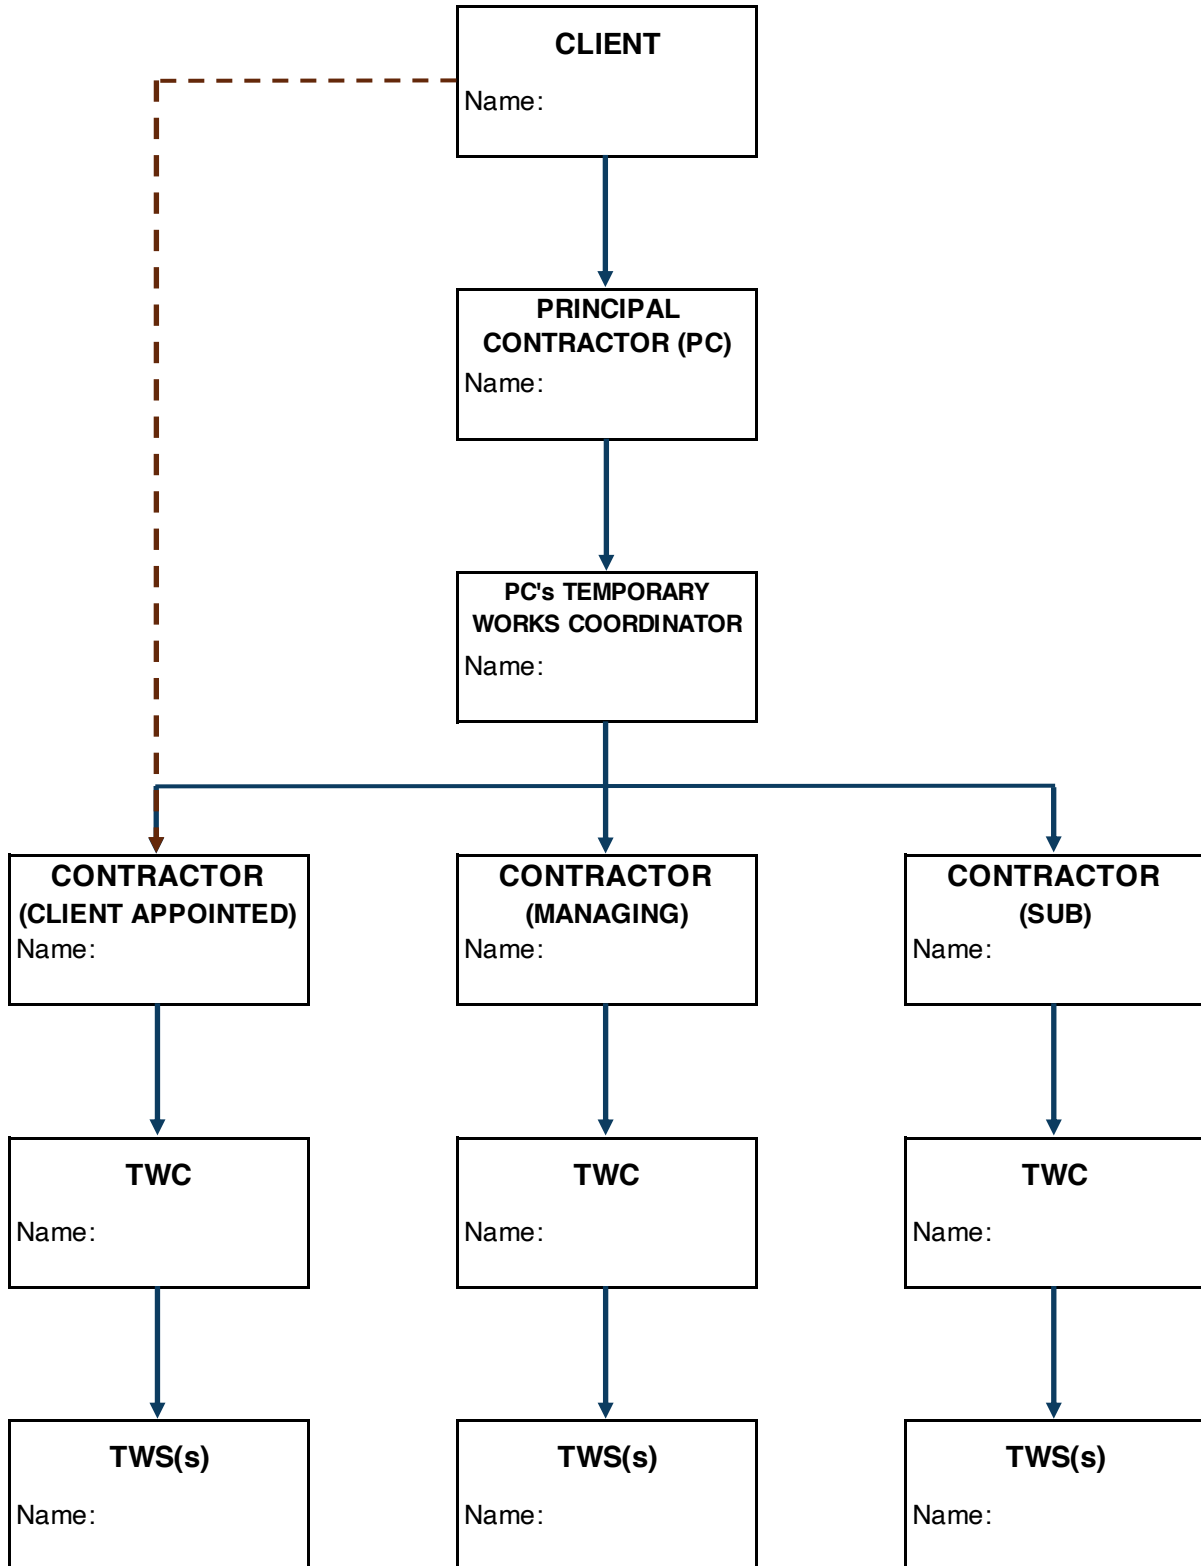 CLIENT
Name:
PRINCIPAL
CONTRACTOR (PC)
Name:
PC's TEMPORARY
WORKS COORDINATOR
Name:
CONTRACTOR
(CLIENT APPOINTED)
Name:
CONTRACTOR
(MANAGING)
Name:
CONTRACTOR
(SUB)
Name:
TWC
Name:
TWC
Name:
TWC
Name:
TWS(s)
Name:
TWS(s)
Name:
TWS(s)
Name: